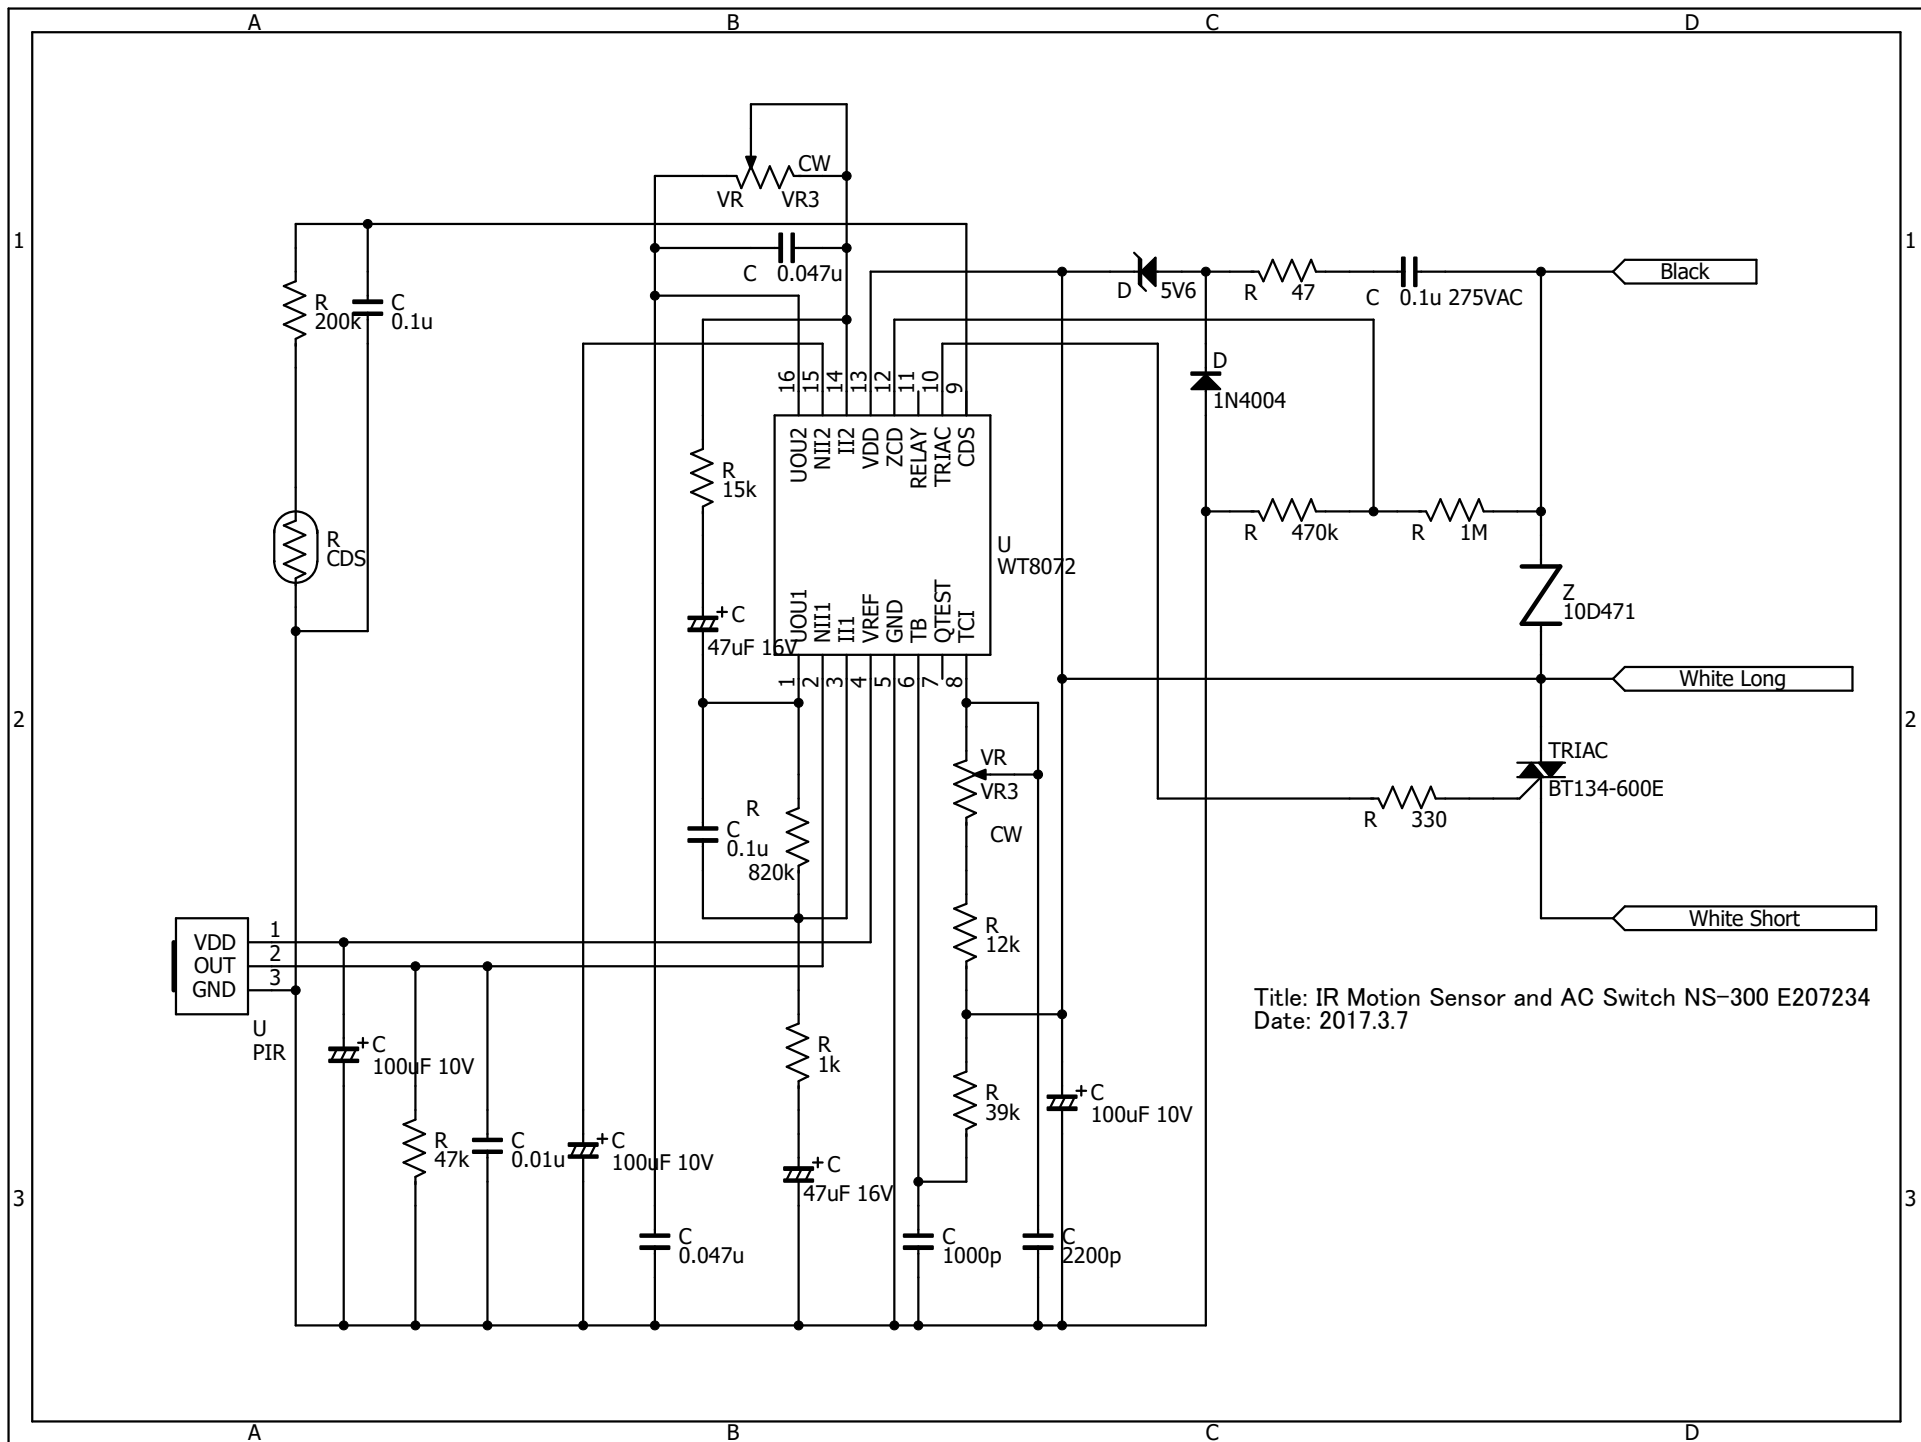 A B C D
1 1
CW
VR VR3
C 0.047u
Black
D 5V6
R 47
C 0.1u 275VAC
R
200k
C
0.1u
D
1N4004
16 15 14 13 12 11 10 9
UOU2 NII2 II2 VDD ZCD RELAY TRIAC CDS
R
15k
R 470k
R 1M
R
CDS
U
WT8072
Z
10D471
+C
47uF 16V
UOU1 NII1 II1 VREF GND TB QTEST TCI
1 2 3 4 5 6 7 8
White Long
2 2
VR
VR3
CW
TRIAC
BT134-600E
R 330
C
0.1u
R
820k
White Short
VDD 1
OUT 2
GND 3
U
PIR
R
12k
Title: IR Motion Sensor and AC Switch NS-300 E207234
Date: 2017.3.7
+C
100uF 10V
R
1k
R
39k
+C
100uF 10V
R
47k
C
0.01u
+C
100uF 10V
+C
47uF 16V
3 3
C
0.047u
C
1000p
C
2200p
A B C D